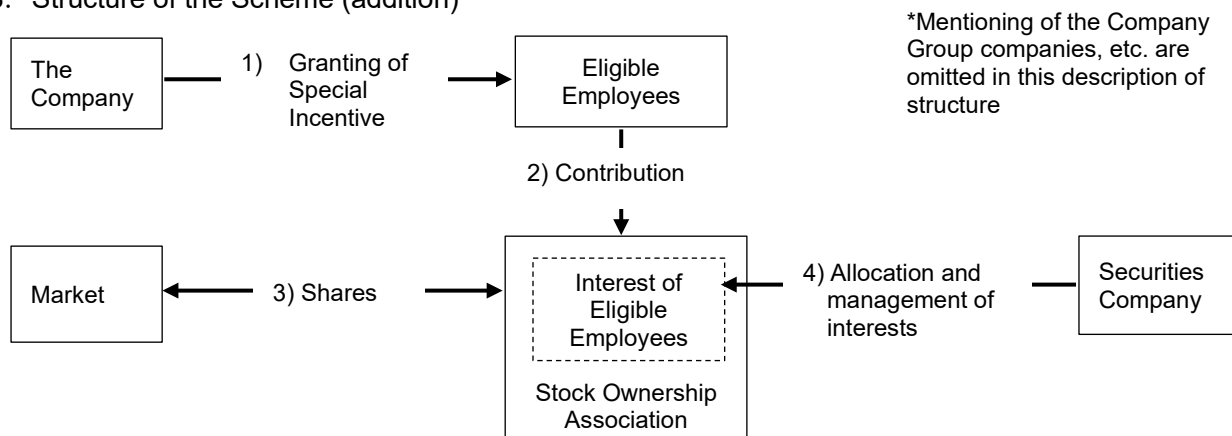 Structure of the Scheme (addition)
*Mentioning of the Company
Group companies, etc. are
omitted in this description of
structure
The
Company
1) Granting of
Special
Incentive
Eligible
Employees
2) Contribution
Market
3) Shares
Interest of
Eligible
Employees
Stock Ownership
Association
4) Allocation and
management of
interests
Securities
Company